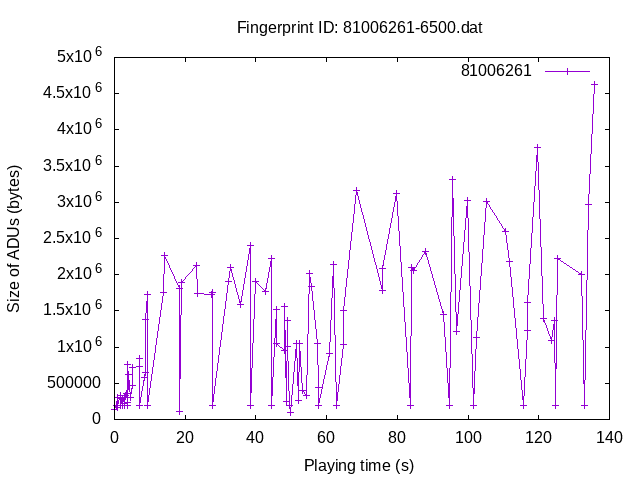 Fingerprint ID: 81006261-6500.dat
81006261
Size of ADUs (bytes)
5x10^6
4.5x10^6
4x10^6
3.5x10^6
3x10^6
2.5x10^6
2x10^6
1.5x10^6
1x10^6
500000
0
0 20 40 60 80 100 120 140
Playing time (s)